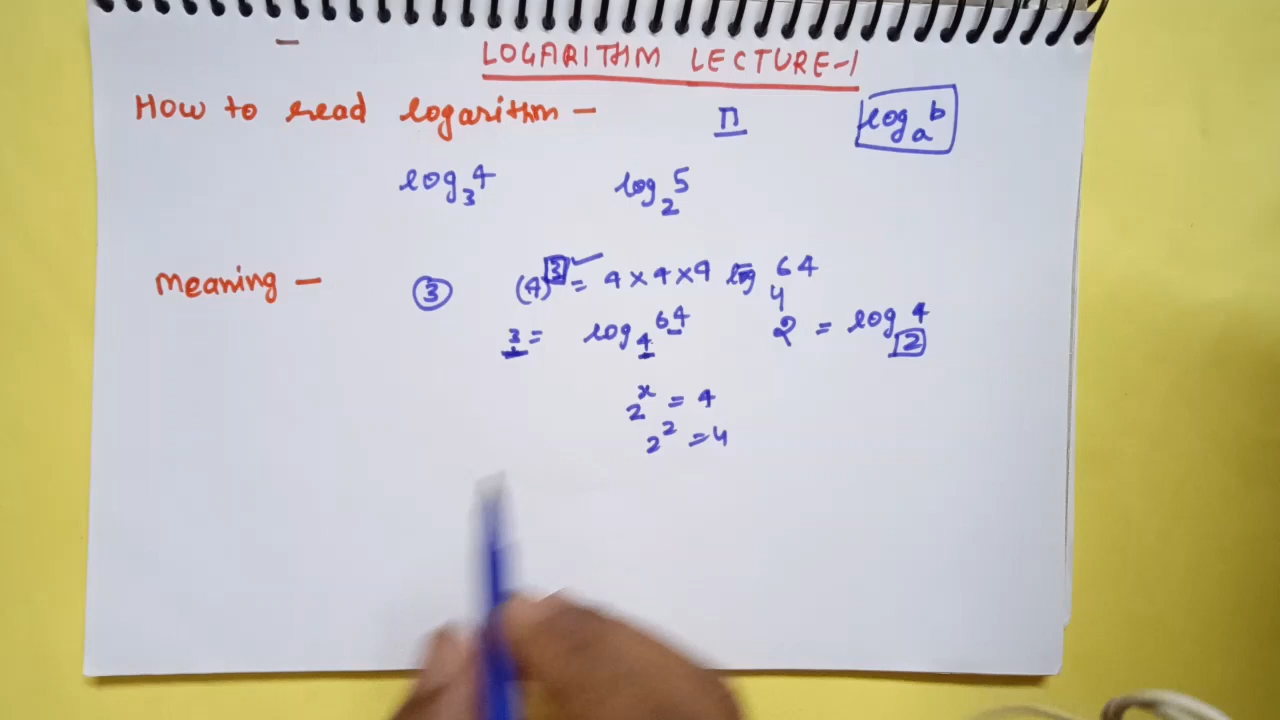 LOGARITHM LECTURE-1
How to read logarithm - π log_a b
log_3 4 log_2 5
Meaning - ③ (4)^3 = 4 × 4 × 4 log_4 64
3 = log_4 64 2 = log_2 4
2^x = 4
2^2 = 4